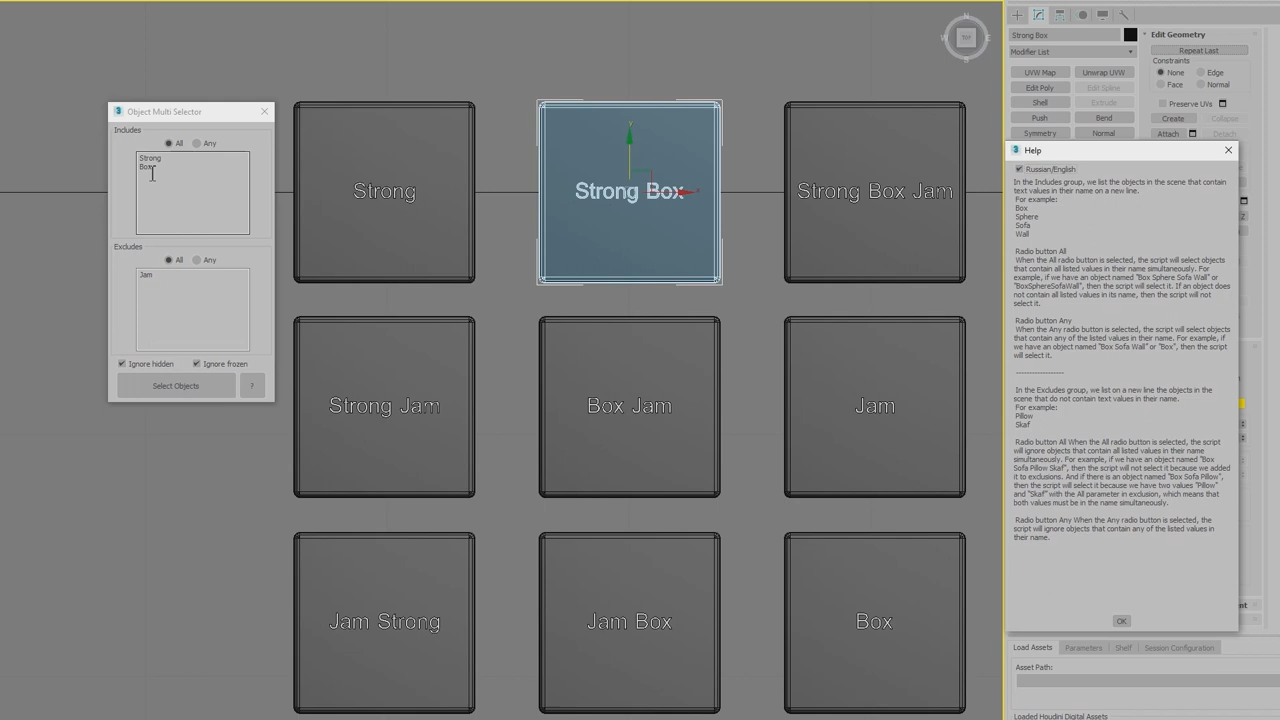 Object Multi Selector
Includes
All Any
Strong
Box
Excludes
All Any
Jam
Ignore hidden Ignore frozen
Select Objects ?
Strong
Strong Box
Strong Box Jam
Strong Jam
Box Jam
Jam
Jam Strong
Jam Box
Box
N
W
TOP
E
Strong Box
Modifier List
UVW Map Unwrap UVW
Edit Poly Edit Spline
Shell Extrude
Push Bend
Symmetry Normal
Edit Geometry
Repeat Last
Constraints
None Edge
Face Normal
Preserve UVs
Create Collapse
Attach Detach
Help
Russian/English
In the Includes group, we list the objects in the scene that contain
text values in their name on a new line.
For example:
Box
Sphere
Sofa
Wall
Radio button All
When the All radio button is selected, the script will select objects
that contain all listed values in their name simultaneously. For
example, if we have an object named "Box Sphere Sofa Wall" or
"BoxSphereSofaWall", then the script will select it. If an object does
not contain all listed values in its name, then the script will not
select it.
Radio button Any
When the Any radio button is selected, the script will select objects
that contain any of the listed values in their name. For example, if
we have an object named "Box Sofa Wall" or "Box", then the script
will select it.
------------------
In the Excludes group, we list on a new line the objects in the
scene that do not contain text values in their name.
For example:
Pillow
Skaf
Radio button All When the All radio button is selected, the script
will ignore objects that contain all listed values in their name
simultaneously. For example, if we have an object named "Box
Sofa Pillow Skaf", then the script will not select it because we added
it to exclusions. And if there is an object named "Box Sofa Pillow",
then the script will select it because we have two values "Pillow"
and "Skaf" with the All parameter in exclusion, which means that
both values must be in the name simultaneously.
Radio button Any When the Any radio button is selected, the
script will ignore objects that contain any of the listed values in
their name.
OK
Load Assets Parameters Shelf Session Configuration
Asset Path:
Loaded Houdini Digital Assets